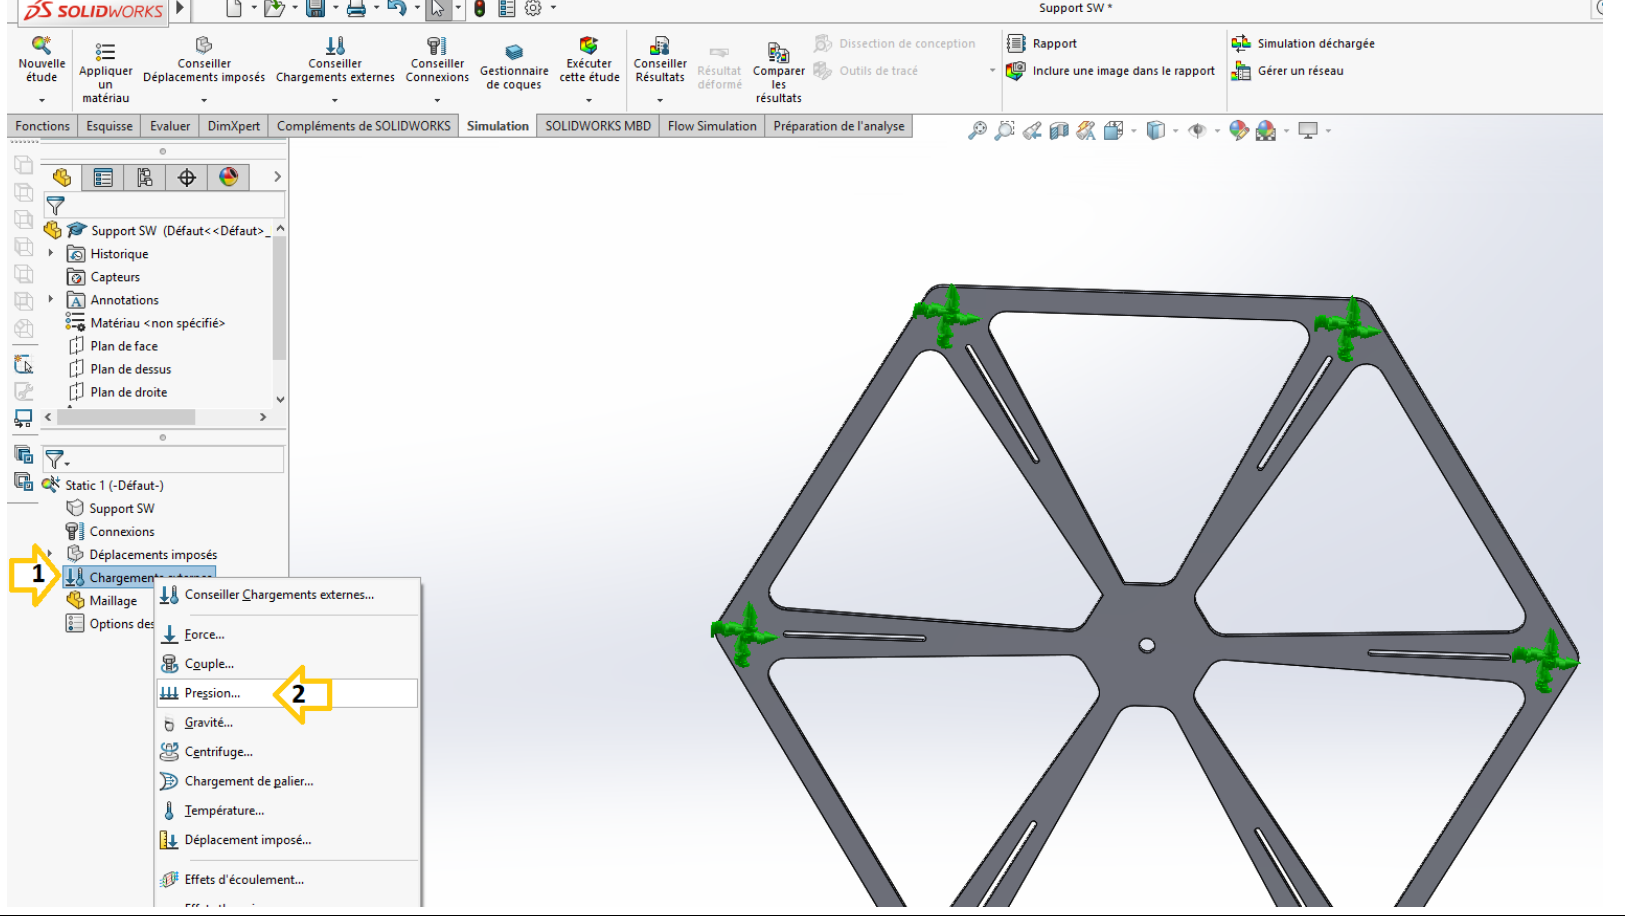 SOLIDWORKS
Support SW *
Nouvelle
étude
Appliquer
un
matériau
Conseiller
Déplacements imposés
Conseiller
Chargements externes
Conseiller
Connexions
Gestionnaire
de coques
Exécuter
cette étude
Conseiller
Résultats
Résultat
déformé
Comparer
les
résultats
Dissection de conception
Outils de tracé
Rapport
Inclure une image dans le rapport
Simulation déchargée
Gérer un réseau
Fonctions
Esquisse
Evaluer
DimXpert
Compléments de SOLIDWORKS
Simulation
SOLIDWORKS MBD
Flow Simulation
Préparation de l'analyse
Support SW (Défaut<<Défaut>_
Historique
Capteurs
A
Annotations
Matériau <non spécifié>
Plan de face
Plan de dessus
Plan de droite
Static 1 (-Défaut-)
Support SW
Connexions
Déplacements imposés
1
Chargements externes
Maillage
Options des
Conseiller Chargements externes...
Force...
Couple...
Pression...
2
Gravité...
Centrifuge...
Chargement de palier...
Température...
Déplacement imposé...
Effets d'écoulement...